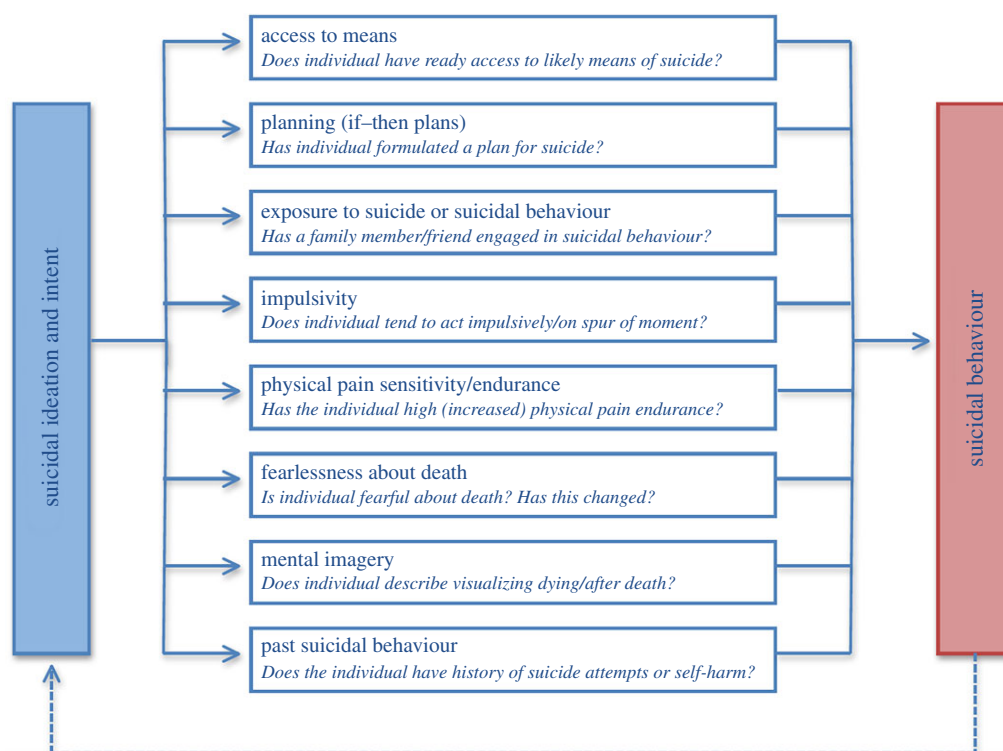 suicidal ideation and intent
access to means
Does individual have ready access to likely means of suicide?
planning (if–then plans)
Has individual formulated a plan for suicide?
exposure to suicide or suicidal behaviour
Has a family member/friend engaged in suicidal behaviour?
impulsivity
Does individual tend to act impulsively/on spur of moment?
physical pain sensitivity/endurance
Has the individual high (increased) physical pain endurance?
fearlessness about death
Is individual fearful about death? Has this changed?
mental imagery
Does individual describe visualizing dying/after death?
past suicidal behaviour
Does the individual have history of suicide attempts or self-harm?
suicidal behaviour